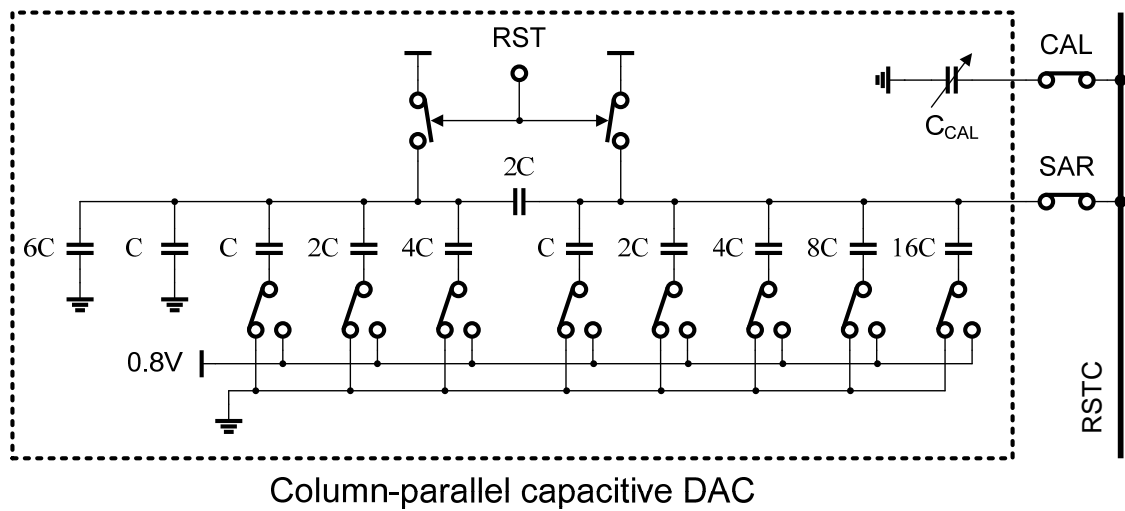 RST
CAL
C_CAL
2C
SAR
6C C C 2C 4C C 2C 4C 8C 16C
0.8V
RSTC
Column-parallel capacitive DAC